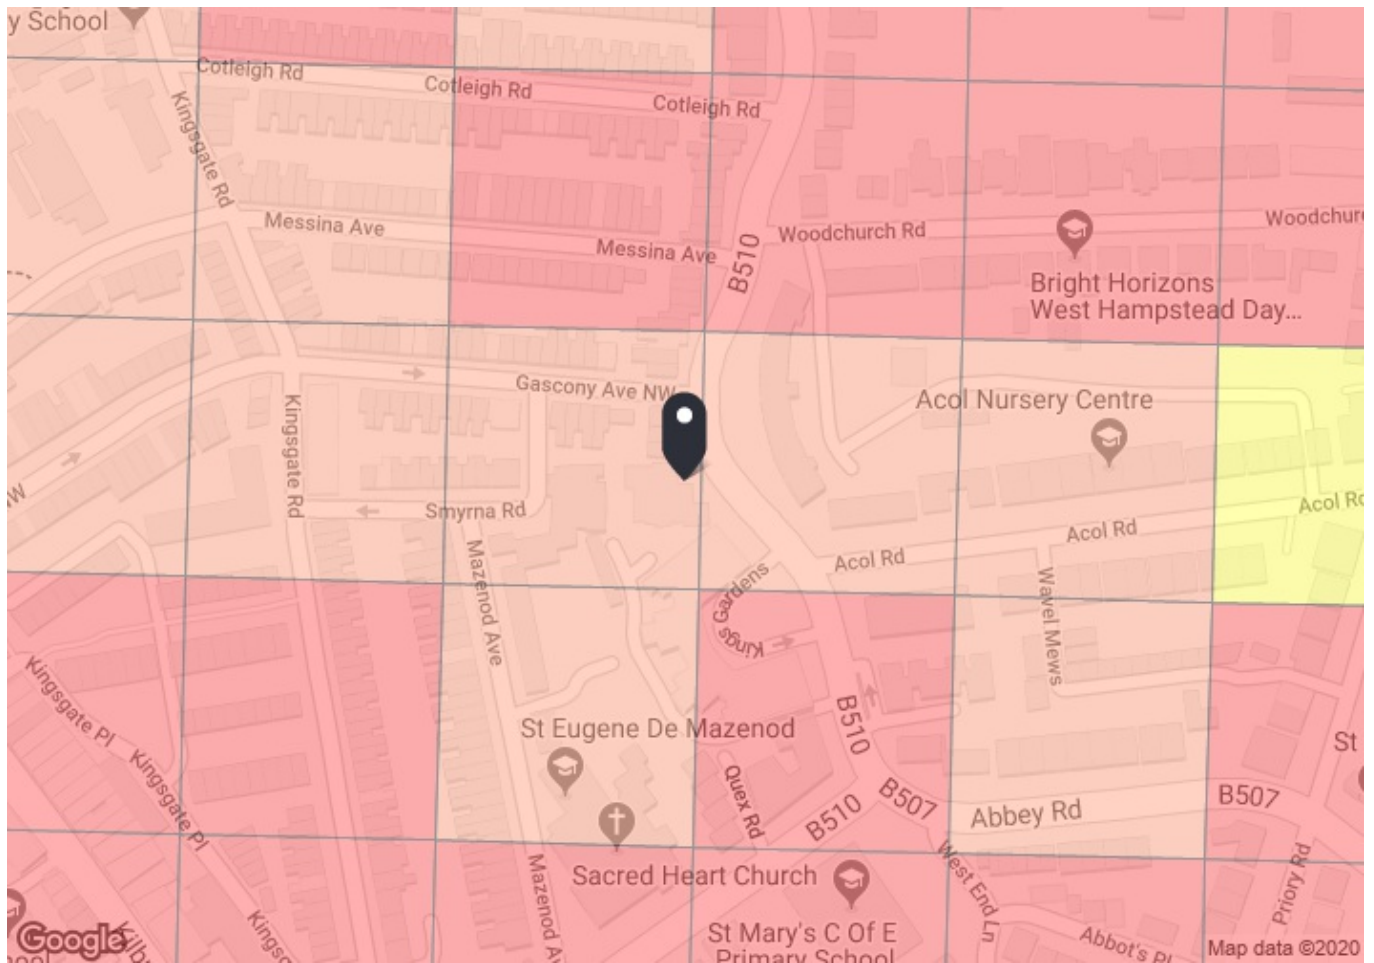 y School
Cotleigh Rd
Cotleigh Rd
Cotleigh Rd
Kingsgate Rd
Messina Ave
Messina Ave
B510
Woodchurch Rd
Woodchur
Bright Horizons
West Hampstead Day...
Gascony Ave NW
Acol Nursery Centre
Kingsgate Rd
W
Smyrna Rd
Acol Rd
Acol Rd
Acol Rd
Mazenod Ave
Kings Gardens
Wavel Mews
Kingsgate Pl
Kingsgate Pl
St Eugene De Mazenod
B510
St
Quex Rd
B510
B507
Abbey Rd
B507
West End Ln
Priory Rd
Sacred Heart Church
Mazenod Av
St Mary's C Of E
Primary School
Abbot's Pl
Kingsg
Kilb
ool
Google
Map data ©2020